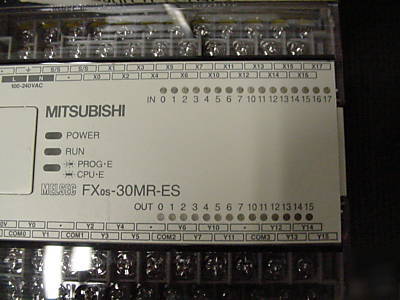 S/S S/S X1 X3 X5 X7 X11 X13 X15 X17
L N X0 X2 X4 X6 X10 X12 X14 X16
100-240VAC
IN 0 1 2 3 4 5 6 7 10 11 12 13 14 15 16 17
MITSUBISHI
POWER
RUN
PROG·E
CPU·E
MELSEC FX0S-30MR-ES
OUT 0 1 2 3 4 5 6 7 10 11 12 13 14 15
0V Y0 Y2 Y4 Y6 Y10 Y12 Y14
COM0 Y1 COM1 Y3 Y5 COM2 Y7 Y11 COM3 Y13 Y15